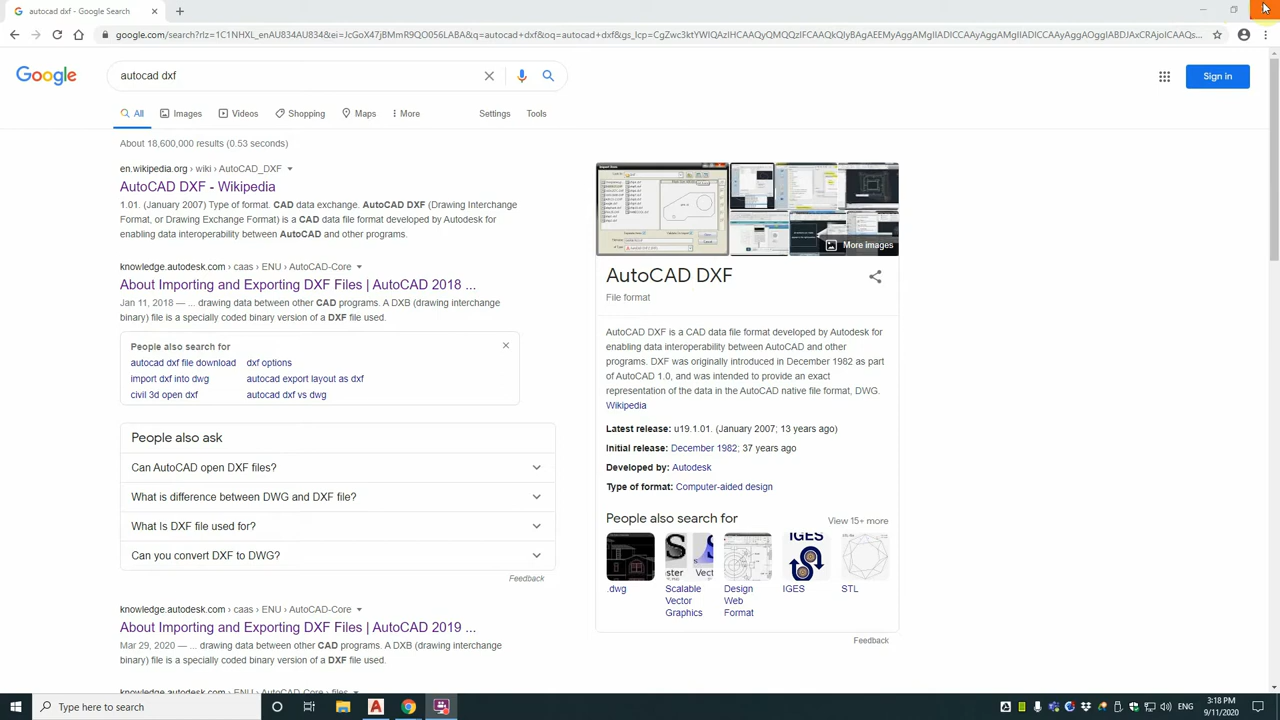 autocad dxf - Google Search
google.com/search?rlz=1C1NHXL_enAU834AU834&ei=JcGoX47jBMmR9QO056LABA&q=autocad dxf&oq=autocad dxf&gs_lcp=
Google
autocad dxf
Sign in
All Images Videos Shopping Maps More Settings Tools
About 18,600,000 results (0.53 seconds)
en.wikipedia.org › wiki › AutoCAD_DXF
AutoCAD DXF - Wikipedia
1.01. (January 2007) Type of format. CAD data exchange. AutoCAD DXF (Drawing Interchange
Format, or Drawing Exchange Format) is a CAD data file format developed by Autodesk for
enabling data interoperability between AutoCAD and other programs.
knowledge.autodesk.com › caas › ENU › AutoCAD-Core
About Importing and Exporting DXF Files | AutoCAD 2018 ...
Jan 11, 2018 — ... drawing data between other CAD programs. A DXB (drawing interchange
binary) file is a specially coded binary version of a DXF file used.
People also search for
autocad dxf file download dxf options
import dxf into dwg autocad export layout as dxf
civil 3d open dxf autocad dxf vs dwg
People also ask
Can AutoCAD open DXF files?
What is difference between DWG and DXF file?
What Is DXF file used for?
Can you convert DXF to DWG?
Feedback
knowledge.autodesk.com › caas › ENU › AutoCAD-Core
About Importing and Exporting DXF Files | AutoCAD 2019 ...
Mar 29, 2020 — ... drawing data between other CAD programs. A DXB (drawing interchange
binary) file is a specially coded binary version of a DXF file used.
knowledge.autodesk.com › ENU › AutoCAD-Core › files
More images
AutoCAD DXF
File format
AutoCAD DXF is a CAD data file format developed by Autodesk for
enabling data interoperability between AutoCAD and other
programs. DXF was originally introduced in December 1982 as part
of AutoCAD 1.0, and was intended to provide an exact
representation of the data in the AutoCAD native file format, DWG.
Wikipedia
Latest release: u19.1.01. (January 2007; 13 years ago)
Initial release: December 1982; 37 years ago
Developed by: Autodesk
Type of format: Computer-aided design
People also search for View 15+ more
IGES
.dwg
Scalable
Vector
Graphics
Design
Web
Format
IGES
STL
Feedback
Type here to search
ENG
3:18 PM
9/11/2020